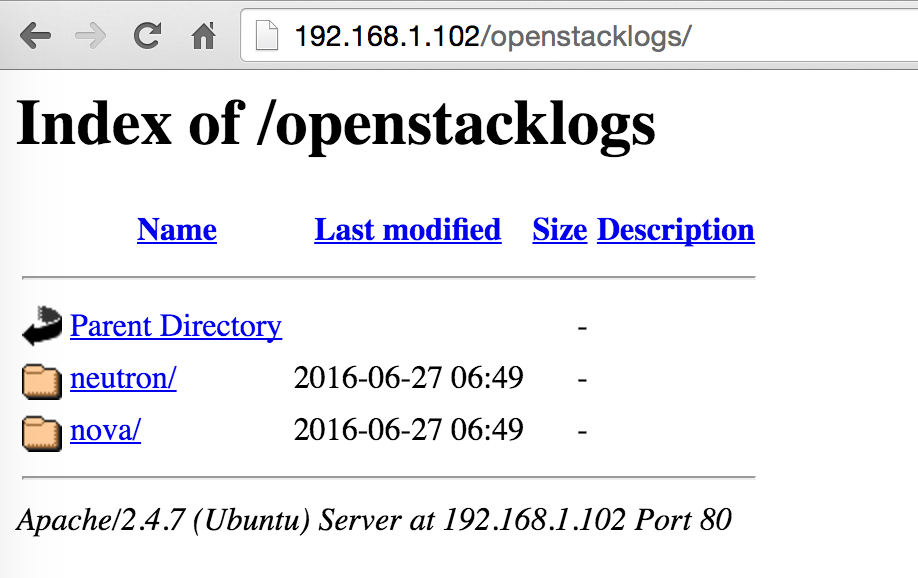 192.168.1.102/openstacklogs/
Index of /openstacklogs
Name Last modified Size Description
Parent Directory -
neutron/ 2016-06-27 06:49 -
nova/ 2016-06-27 06:49 -
Apache/2.4.7 (Ubuntu) Server at 192.168.1.102 Port 80